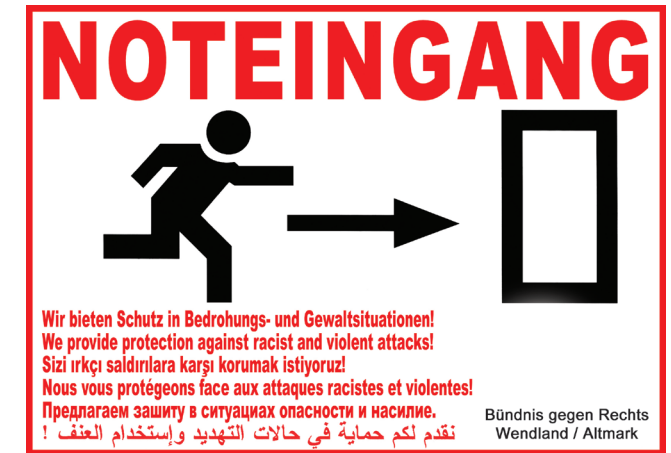 NOTEINGANG
Wir bieten Schutz in Bedrohungs- und Gewaltsituationen!
We provide protection against racist and violent attacks!
Sizi ırkçı saldırılara karşı korumak istiyoruz!
Nous vous protégeons face aux attaques racistes et violentes!
Предлагаем зашиту в ситуациах опасности и насилие.
نقدم لكم حماية في حالات التهديد وإستخدام العنف !
Bündnis gegen Rechts
Wendland / Altmark